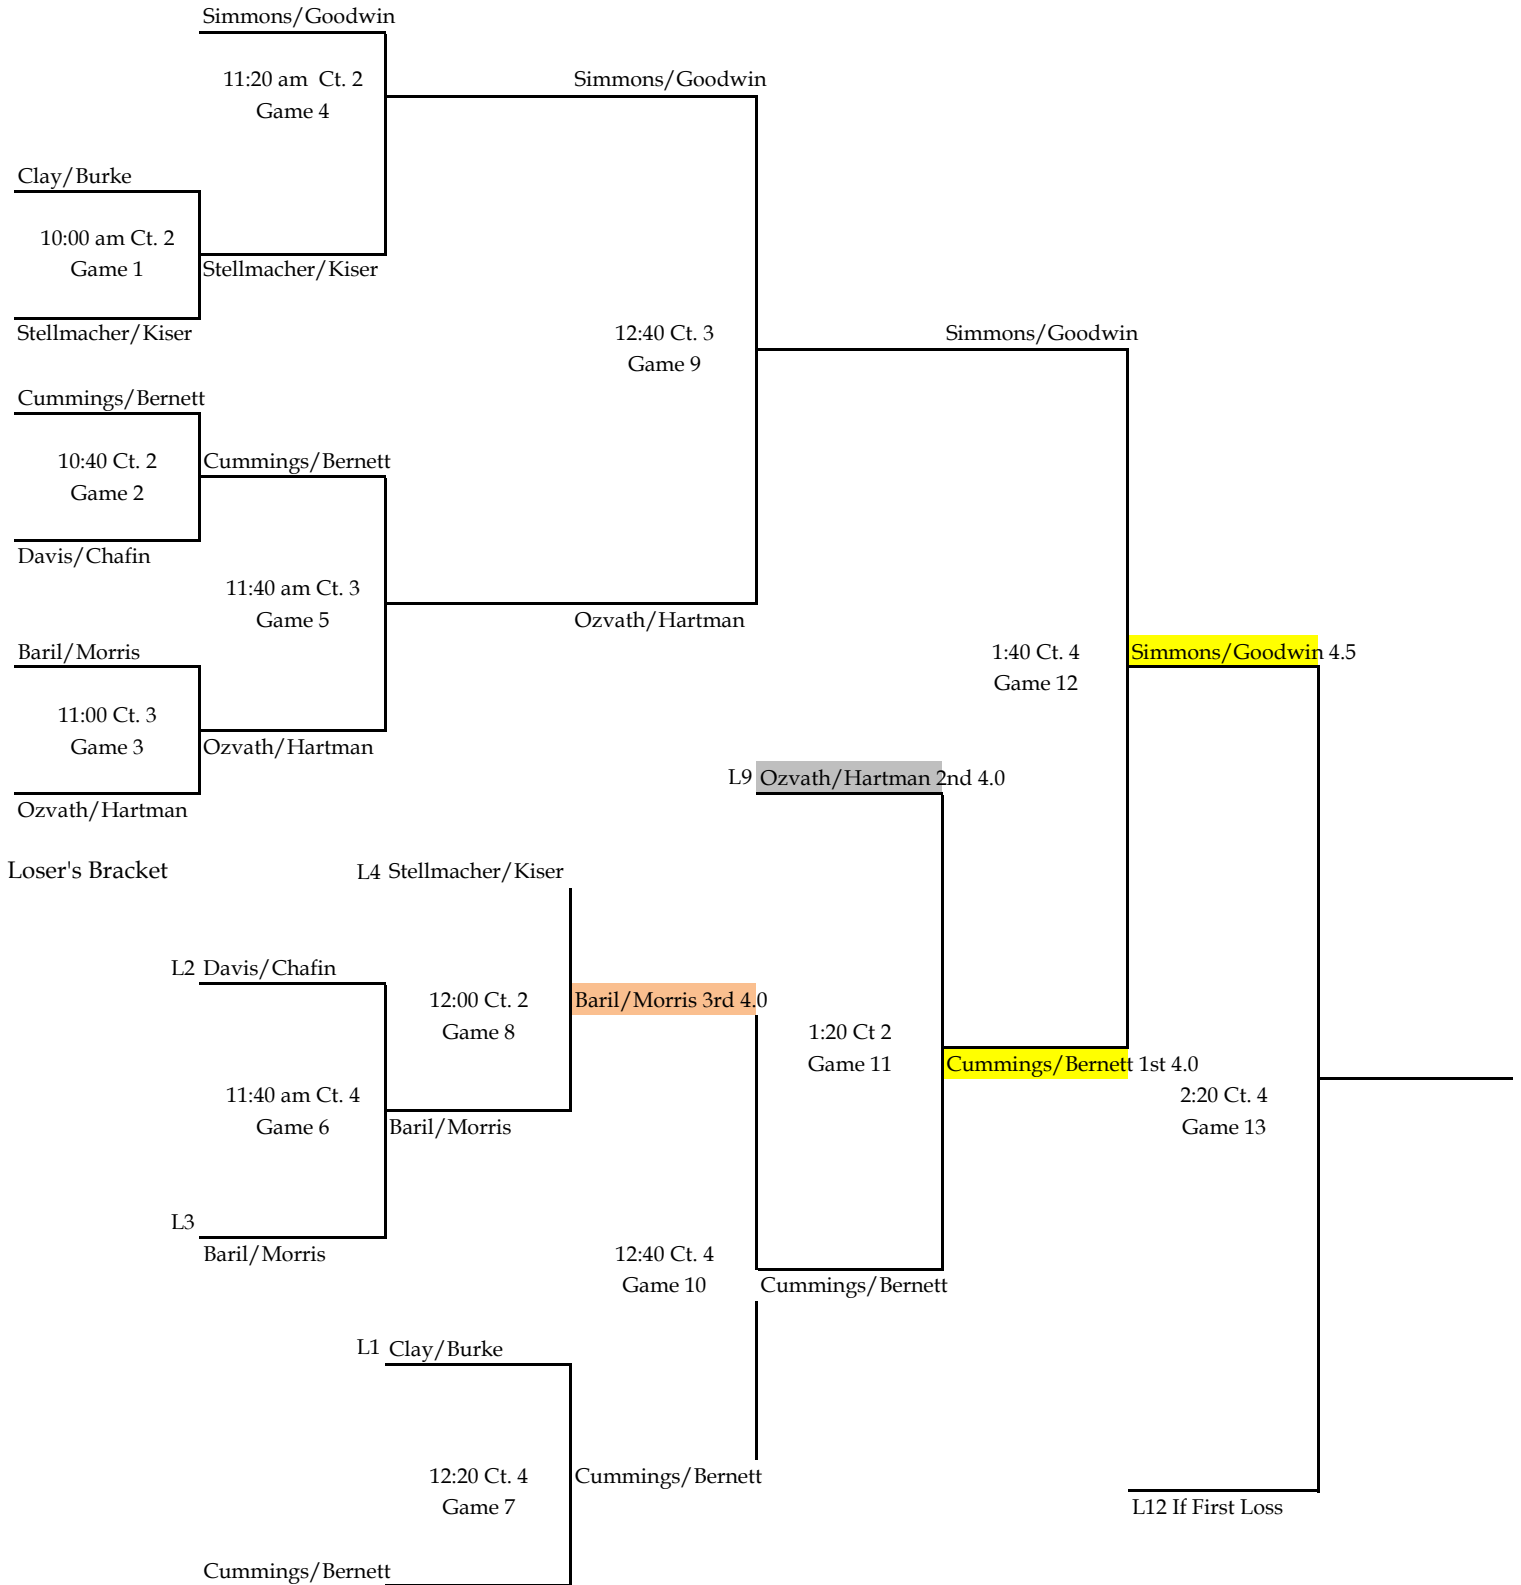 Simmons/Goodwin
11:20 am  Ct. 2
Game 4
Simmons/Goodwin
Clay/Burke
10:00 am Ct. 2
Game 1
Stellmacher/Kiser
Stellmacher/Kiser
12:40 Ct. 3
Game 9
Simmons/Goodwin
Cummings/Bernett
10:40 Ct. 2
Game 2
Cummings/Bernett
Davis/Chafin
11:40 am Ct. 3
Game 5
Ozvath/Hartman
Baril/Morris
1:40 Ct. 4
Game 12
Simmons/Goodwin 4.5
11:00 Ct. 3
Game 3
Ozvath/Hartman
L9 Ozvath/Hartman 2nd 4.0
Ozvath/Hartman
Loser's Bracket
L4 Stellmacher/Kiser
L2 Davis/Chafin
12:00 Ct. 2
Game 8
Baril/Morris 3rd 4.0
1:20 Ct 2
Game 11
Cummings/Bernett 1st 4.0
11:40 am Ct. 4
Game 6
Baril/Morris
2:20 Ct. 4
Game 13
L3
Baril/Morris
12:40 Ct. 4
Game 10
Cummings/Bernett
L1 Clay/Burke
12:20 Ct. 4
Game 7
Cummings/Bernett
L12 If First Loss
Cummings/Bernett